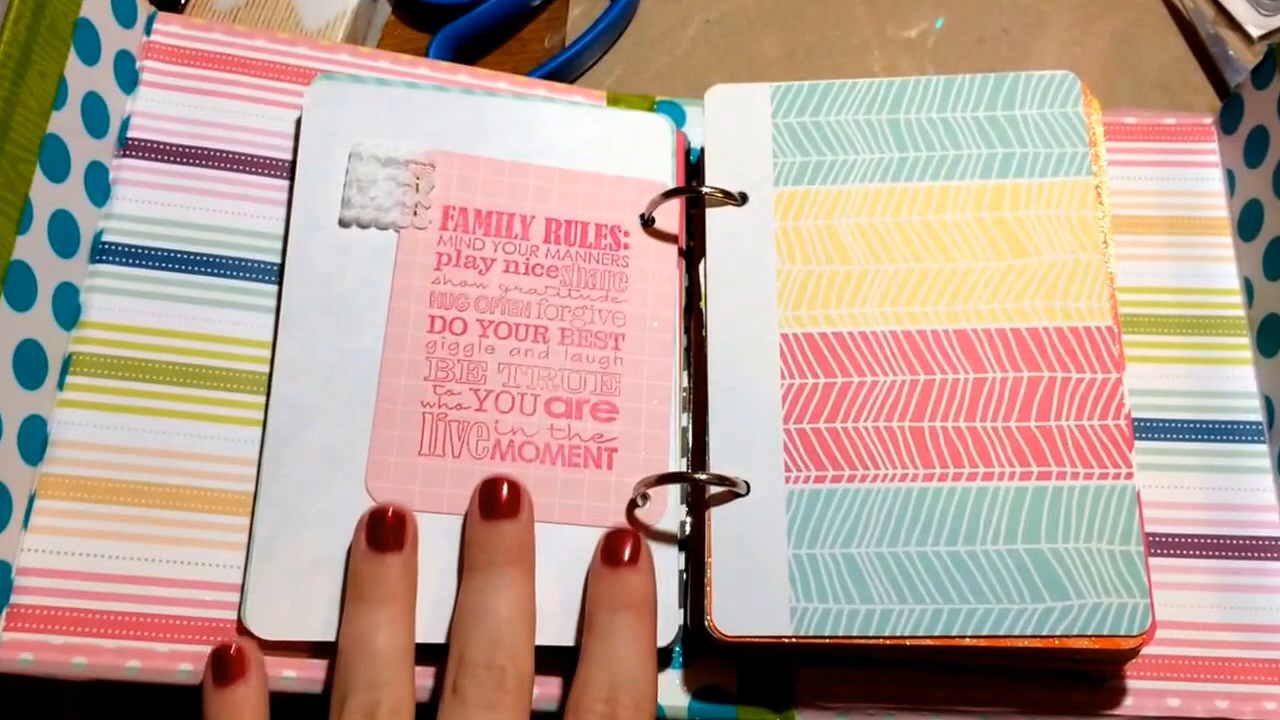 FAMILY RULES:
MIND YOUR MANNERS
play nice share
show gratitude
HUG OFTEN forgive
DO YOUR BEST
giggle and laugh
BE TRUE
to who YOU are
live in the MOMENT